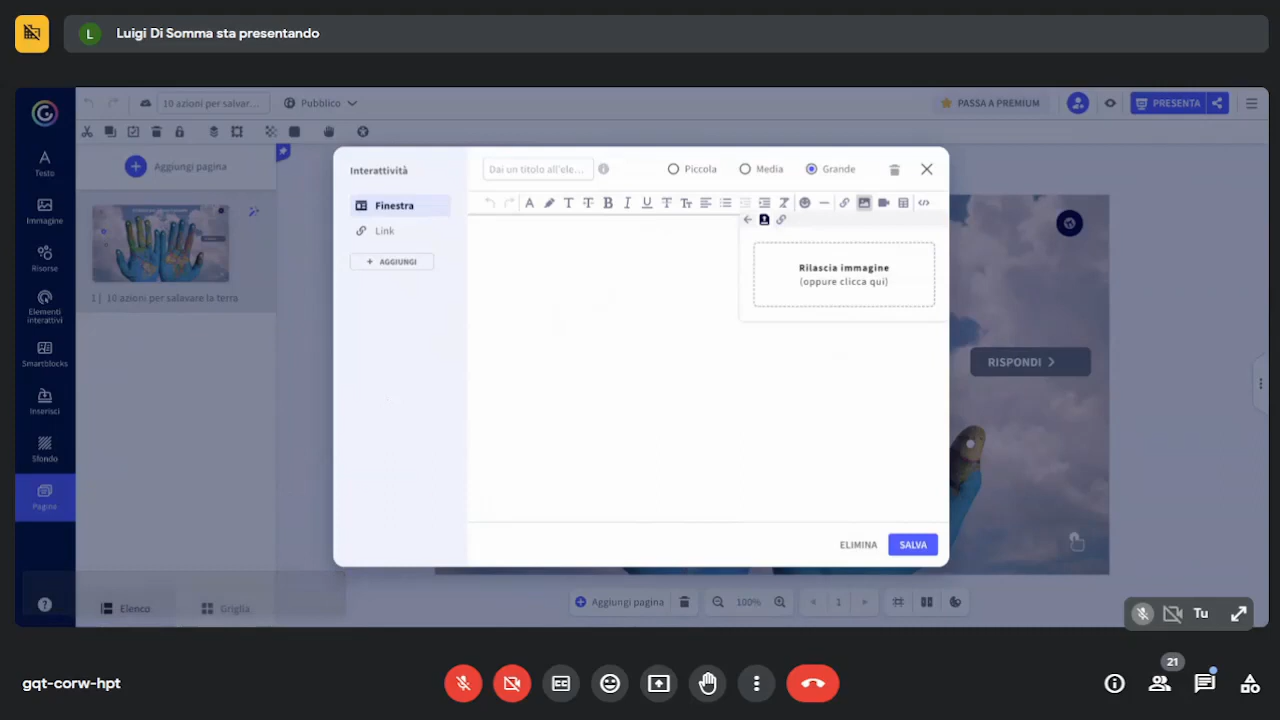 L Luigi Di Somma sta presentando
10 azioni per salvar...
Pubblico
PASSA A PREMIUM
PRESENTA
Testo
Immagine
Risorse
Elementi
interattivi
Smartblocks
Inserisci
Sfondo
Pagine
Aggiungi pagina
1 | 10 azioni per salavare la terra
Interattività
Finestra
Link
+ AGGIUNGI
Dai un titolo all'ele...
Piccola
Media
Grande
Rilascia immagine
(oppure clicca qui)
RISPONDI
ELIMINA
SALVA
Elenco
Griglia
Aggiungi pagina
100%
1
Tu
gqt-corw-hpt
21